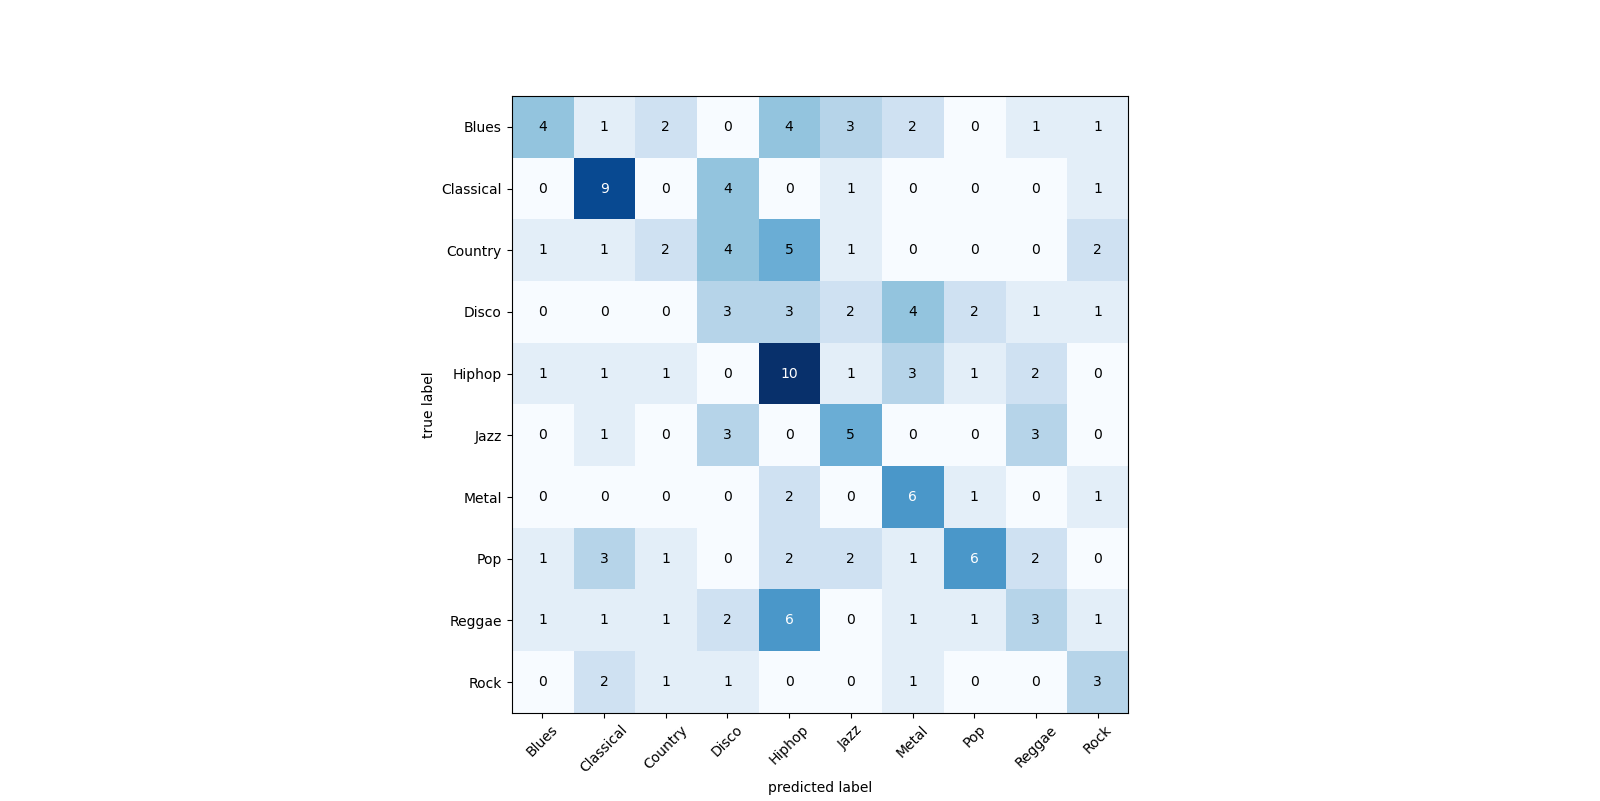 Blues 4 1 2 0 4 3 2 0 1 1
Classical 0 9 0 4 0 1 0 0 0 1
Country 1 1 2 4 5 1 0 0 0 2
Disco 0 0 0 3 3 2 4 2 1 1
Hiphop 1 1 1 0 10 1 3 1 2 0
Jazz 0 1 0 3 0 5 0 0 3 0
Metal 0 0 0 0 2 0 6 1 0 1
Pop 1 3 1 0 2 2 1 6 2 0
Reggae 1 1 1 2 6 0 1 1 3 1
Rock 0 2 1 1 0 0 1 0 0 3
true label
Blues Classical Country Disco Hiphop Jazz Metal Pop Reggae Rock
predicted label